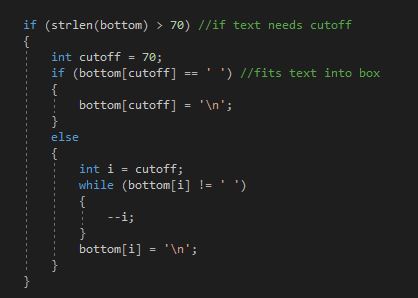 if (strlen(bottom) > 70) //if text needs cutoff
{
int cutoff = 70;
if (bottom[cutoff] == ' ') //fits text into box
{
bottom[cutoff] = '\n';
}
else
{
int i = cutoff;
while (bottom[i] != ' ')
{
--i;
}
bottom[i] = '\n';
}
}